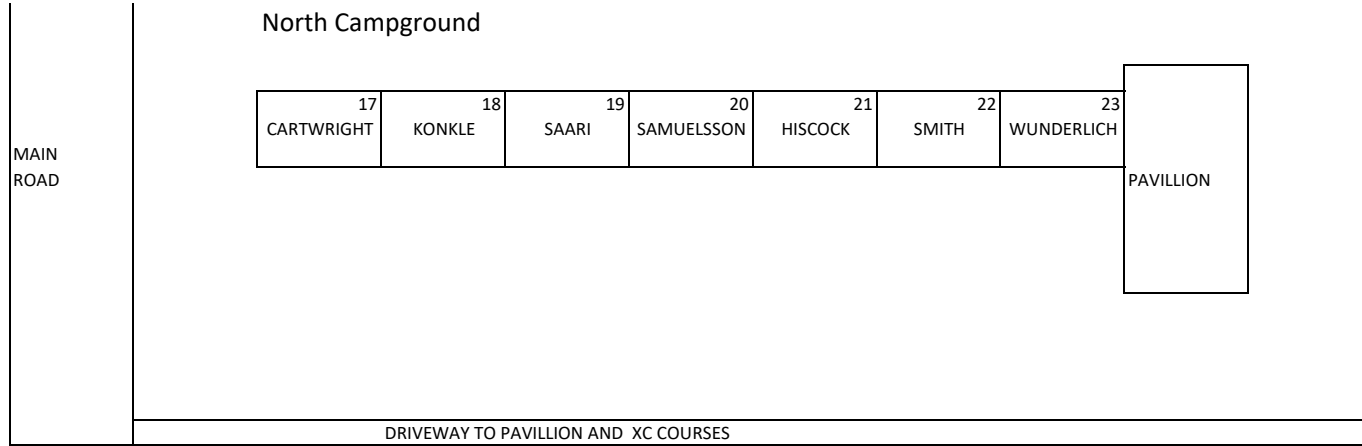 North Campground
17 18 19 20 21 22 23
CARTWRIGHT KONKLE SAARI SAMUELSSON HISCOCK SMITH WUNDERLICH
MAIN
ROAD
PAVILLION
DRIVEWAY TO PAVILLION AND XC COURSES